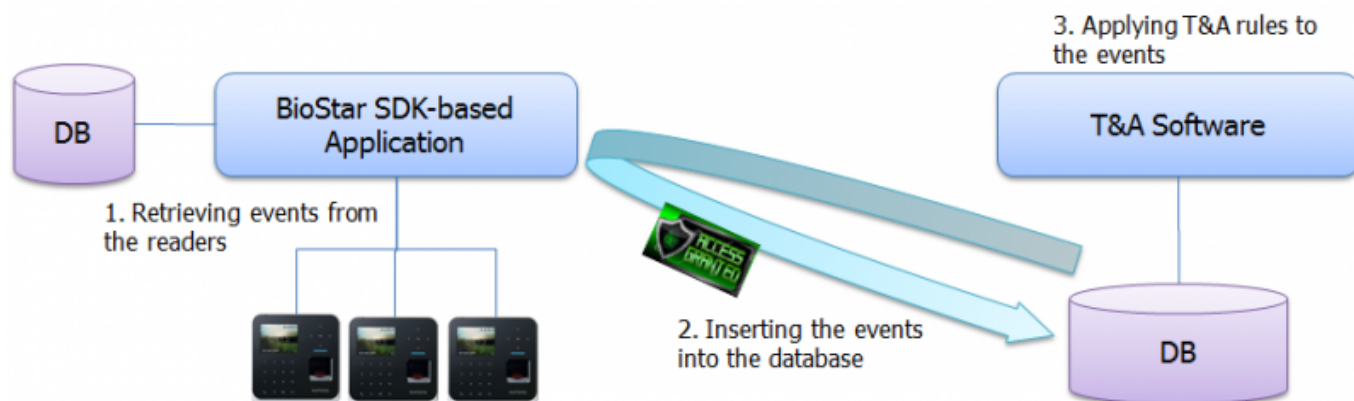 3. Applying T&A rules to
the events
DB
BioStar SDK-based
Application
T&A Software
1. Retrieving events from
the readers
ACCESS
GRANTED
2. Inserting the events
into the database
DB